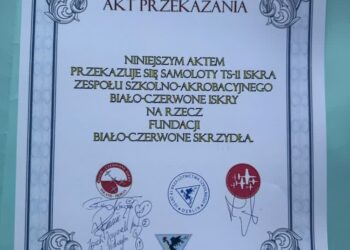 AKT PRZEKAZANIA
NINIEJSZYM AKTEM
PRZEKAZUJE SIĘ SAMOLOTY TS-11 ISKRA
ZESPOŁU SZKOLNO-AKROBACYJNEGO
BIAŁO-CZERWONE ISKRY
NA RZECZ
FUNDACJI
BIAŁO-CZERWONE SKRZYDŁA.